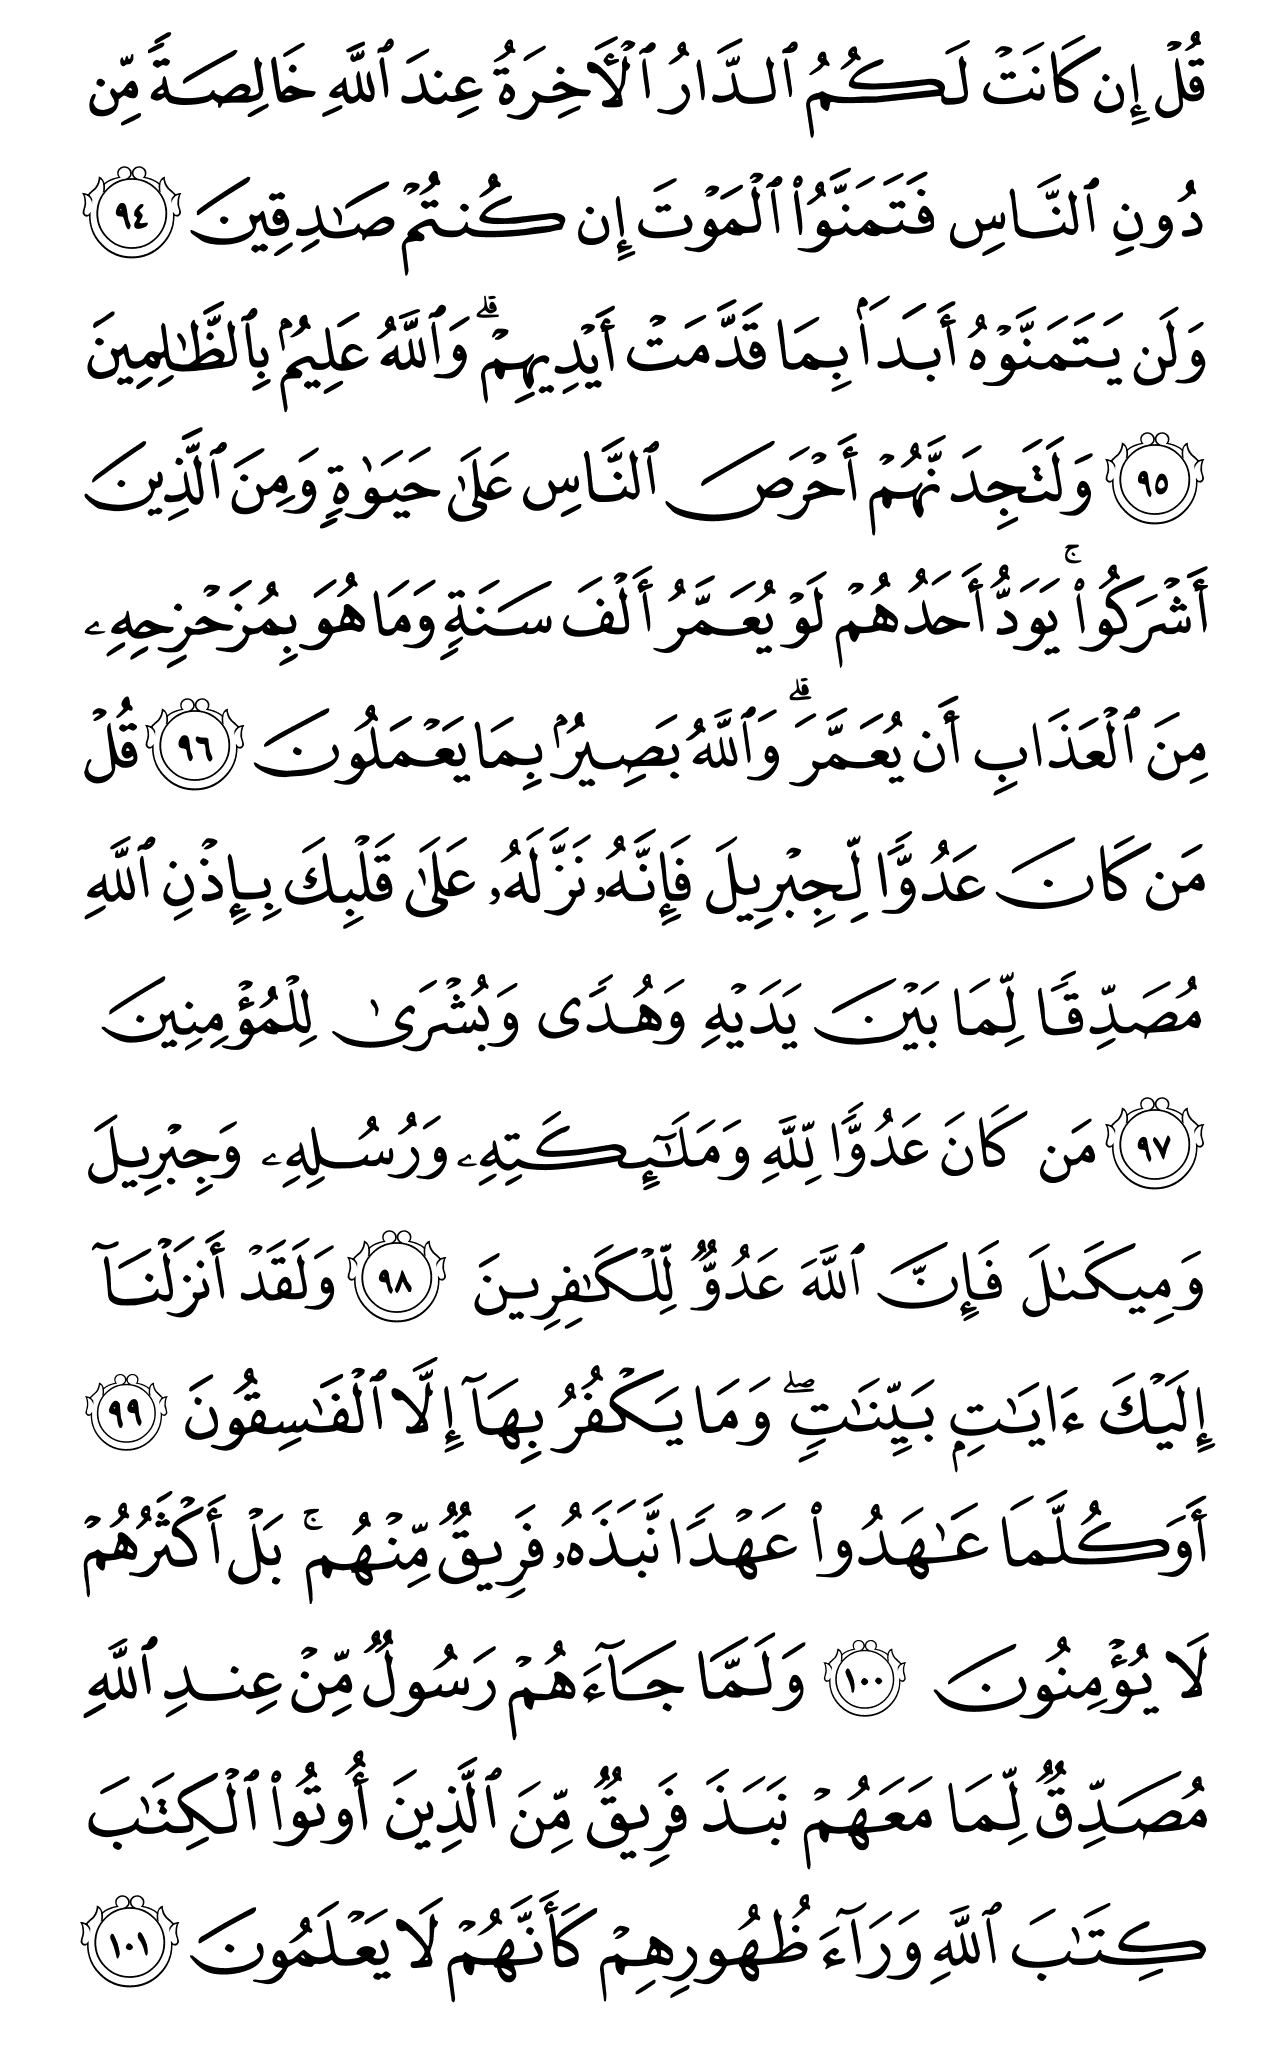 قُلْ إِن كَانَتْ لَكُمُ ٱلدَّارُ ٱلْـَٔاخِرَةُ عِندَ ٱللَّهِ خَالِصَةً مِّن
دُونِ ٱلنَّاسِ فَتَمَنَّوُا۟ ٱلْمَوْتَ إِن كُنتُمْ صَـٰدِقِينَ ٩٤
وَلَن يَتَمَنَّوْهُ أَبَدَۢا بِمَا قَدَّمَتْ أَيْدِيهِمْ ۗ وَٱللَّهُ عَلِيمُۢ بِٱلظَّـٰلِمِينَ
٩٥ وَلَتَجِدَنَّهُمْ أَحْرَصَ ٱلنَّاسِ عَلَىٰ حَيَوٰةٍ وَمِنَ ٱلَّذِينَ
أَشْرَكُوا۟ ۚ يَوَدُّ أَحَدُهُمْ لَوْ يُعَمَّرُ أَلْفَ سَنَةٍ وَمَا هُوَ بِمُزَحْزِحِهِۦ
مِنَ ٱلْعَذَابِ أَن يُعَمَّرَ ۗ وَٱللَّهُ بَصِيرُۢ بِمَا يَعْمَلُونَ ٩٦ قُلْ
مَن كَانَ عَدُوًّا لِّجِبْرِيلَ فَإِنَّهُۥ نَزَّلَهُۥ عَلَىٰ قَلْبِكَ بِإِذْنِ ٱللَّهِ
مُصَدِّقًا لِّمَا بَيْنَ يَدَيْهِ وَهُدًى وَبُشْرَىٰ لِلْمُؤْمِنِينَ
٩٧ مَن كَانَ عَدُوًّا لِّلَّهِ وَمَلَـٰٓئِكَتِهِۦ وَرُسُلِهِۦ وَجِبْرِيلَ
وَمِيكَىٰلَ فَإِنَّ ٱللَّهَ عَدُوٌّ لِّلْكَـٰفِرِينَ ٩٨ وَلَقَدْ أَنزَلْنَآ
إِلَيْكَ ءَايَـٰتٍۭ بَيِّنَـٰتٍ ۖ وَمَا يَكْفُرُ بِهَآ إِلَّا ٱلْفَـٰسِقُونَ ٩٩
أَوَكُلَّمَا عَـٰهَدُوا۟ عَهْدًا نَّبَذَهُۥ فَرِيقٌ مِّنْهُم ۚ بَلْ أَكْثَرُهُمْ
لَا يُؤْمِنُونَ ١٠٠ وَلَمَّا جَآءَهُمْ رَسُولٌ مِّنْ عِندِ ٱللَّهِ
مُصَدِّقٌ لِّمَا مَعَهُمْ نَبَذَ فَرِيقٌ مِّنَ ٱلَّذِينَ أُوتُوا۟ ٱلْكِتَـٰبَ
كِتَـٰبَ ٱللَّهِ وَرَآءَ ظُهُورِهِمْ كَأَنَّهُمْ لَا يَعْلَمُونَ ١٠١